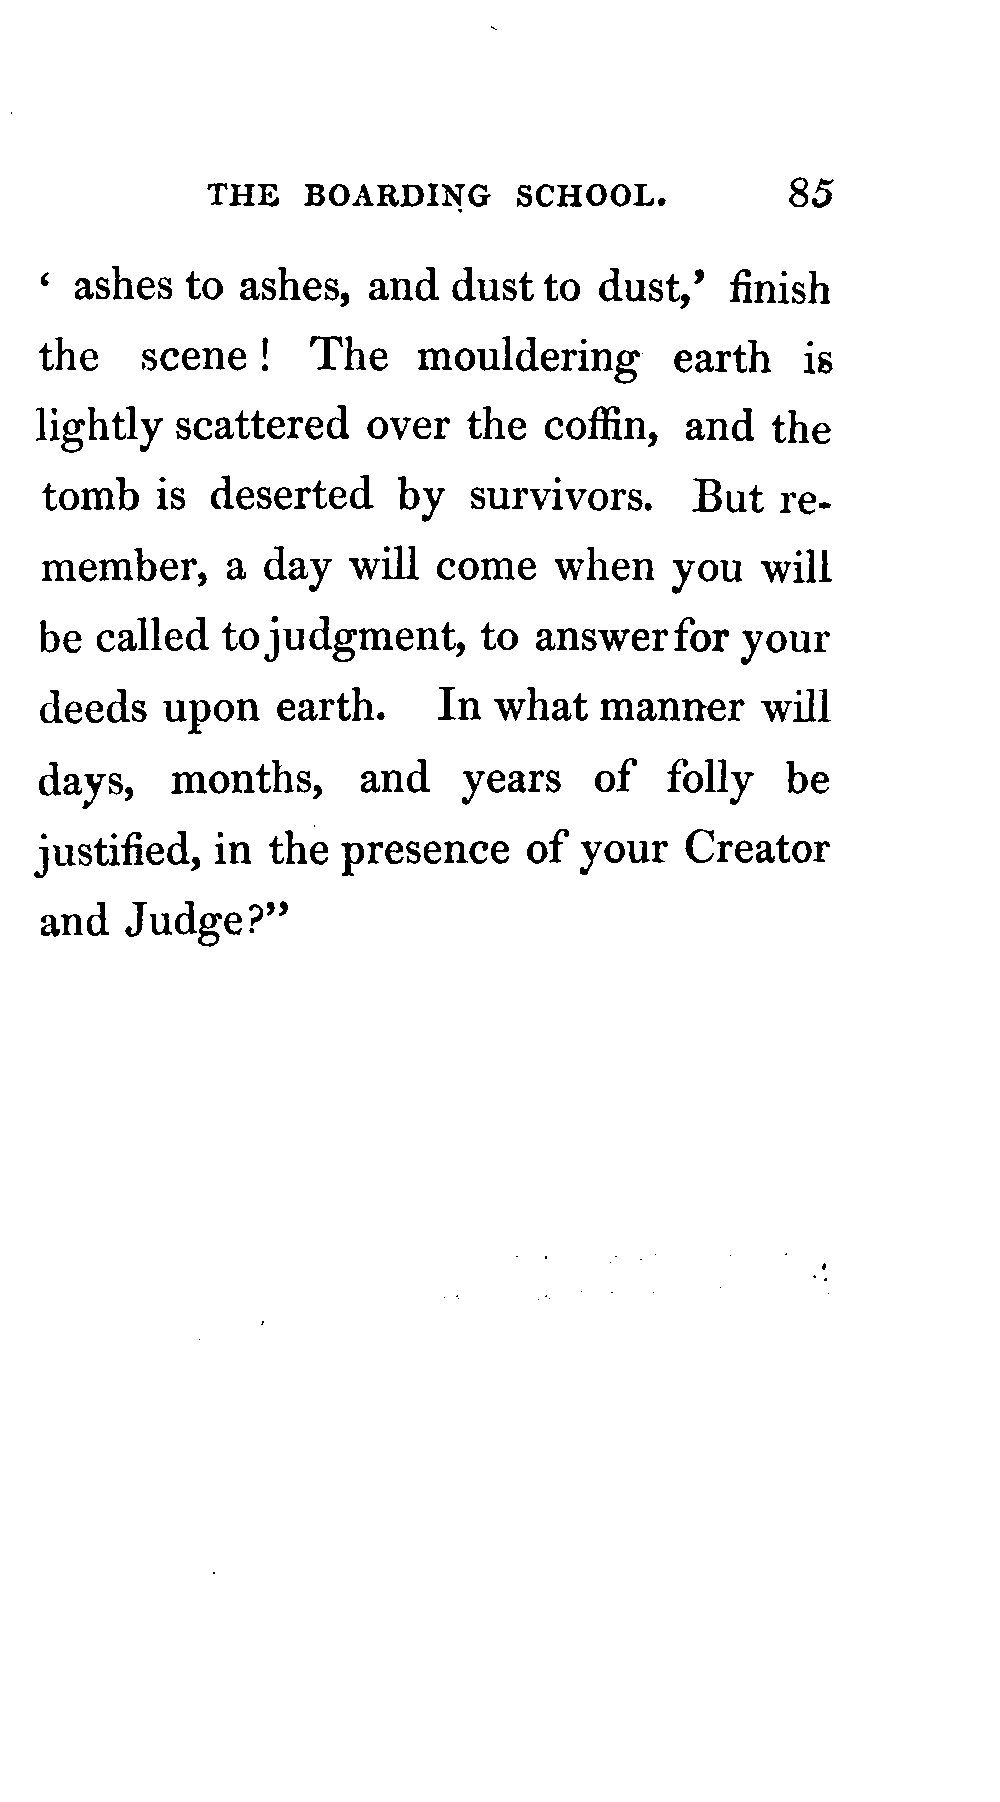 THE BOARDING SCHOOL. 85
‘ ashes to ashes, and dust to dust,’ finish
the scene ! The mouldering earth is
lightly scattered over the coffin, and the
tomb is deserted by survivors. But re-
member, a day will come when you will
be called to judgment, to answer for your
deeds upon earth. In what manner will
days, months, and years of folly be
justified, in the presence of your Creator
and Judge?”